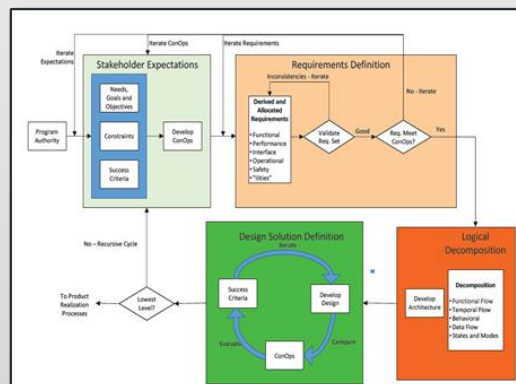 Iterate
Expectations
Iterate ConOps
Iterate Requirements
Stakeholder Expectations
Needs,
Goals and
Objectives
Constraints
Success
Criteria
Program
Authority
Develop
ConOps
Requirements Definition
Inconsistencies - Iterate
Derived and
Allocated
Requirements
• Functional
• Performance
• Interface
• Operational
• Safety
• "ilities"
Validate
Req. Set
Good
Req. Meet
ConOps?
No - Iterate
Yes
Logical
Decomposition
Decomposition
• Functional Flow
• Temporal Flow
• Behavioral
• Data Flow
• States and Modes
Develop
Architecture
Design Solution Definition
Iterate
Success
Criteria
Develop
Design
ConOps
Evaluate
Compare
No – Recursive Cycle
Lowest
Level?
To Product
Realization
Processes